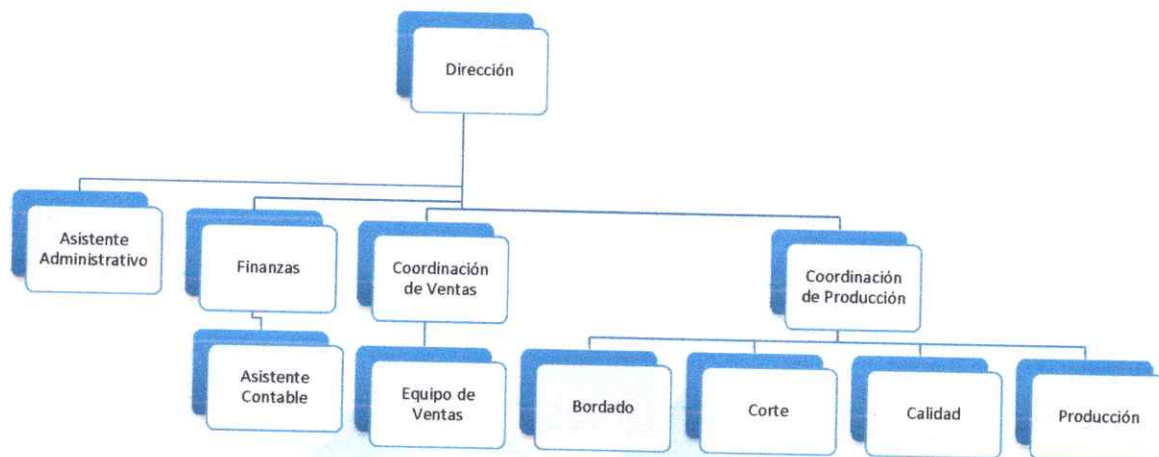 Dirección
Asistente
Administrativo
Finanzas
Coordinación
de Ventas
Coordinación
de Producción
Asistente
Contable
Equipo de
Ventas
Bordado
Corte
Calidad
Producción